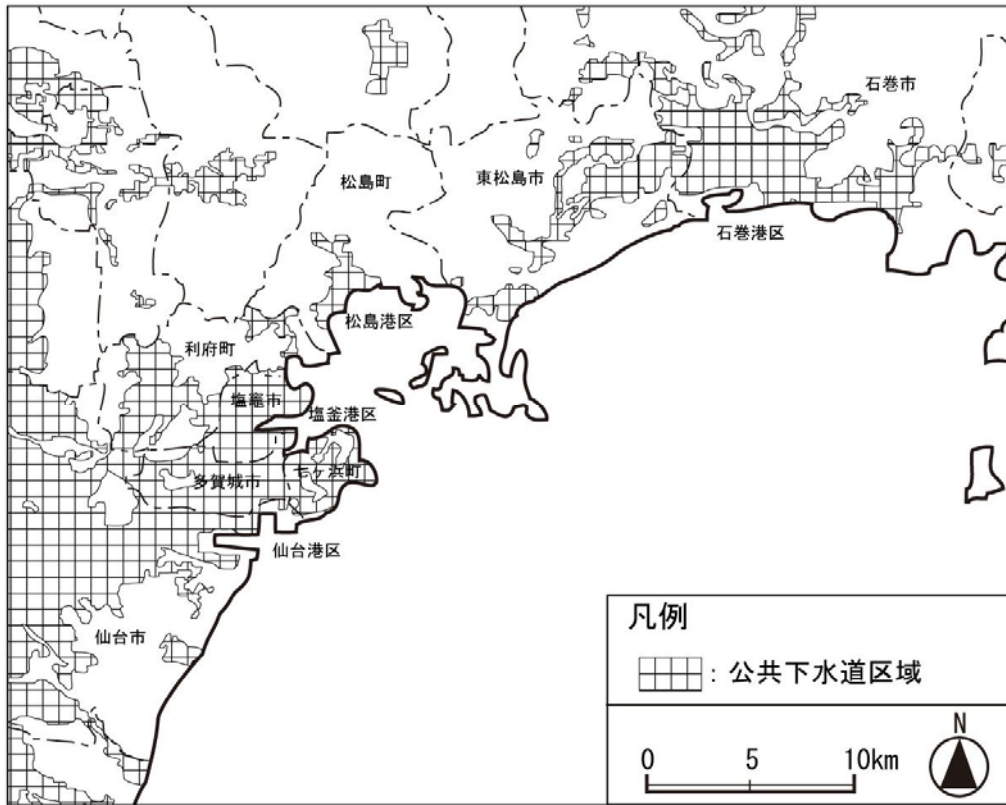 石巻市
松島町
東松島市
石巻港区
松島港区
利府町
塩竈市
塩釜港区
多賀城市
七ヶ浜町
仙台港区
仙台市
凡例
: 公共下水道区域
0 5 10km
N